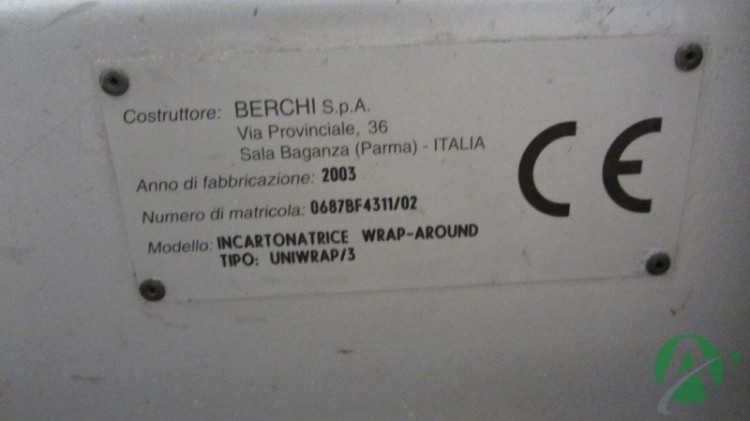 Costruttore: BERCHI S.p.A.
Via Provinciale, 36
Sala Baganza (Parma) - ITALIA
Anno di fabbricazione: 2003
Numero di matricola: 0687BF4311/02
Modello: INCARTONATRICE WRAP-AROUND
TIPO: UNIWRAP/3
CE